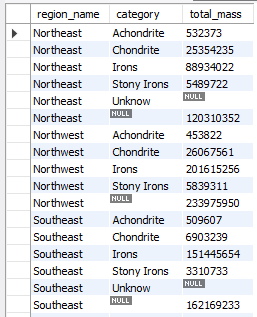 region_name category total_mass
Northeast Achondrite 532373
Northeast Chondrite 25354235
Northeast Irons 88934022
Northeast Stony Irons 5489722
Northeast Unknow NULL
Northeast NULL 120310352
Northwest Achondrite 453822
Northwest Chondrite 26067561
Northwest Irons 201615256
Northwest Stony Irons 5839311
Northwest NULL 233975950
Southeast Achondrite 509607
Southeast Chondrite 6903239
Southeast Irons 151445654
Southeast Stony Irons 3310733
Southeast Unknow NULL
Southeast NULL 162169233